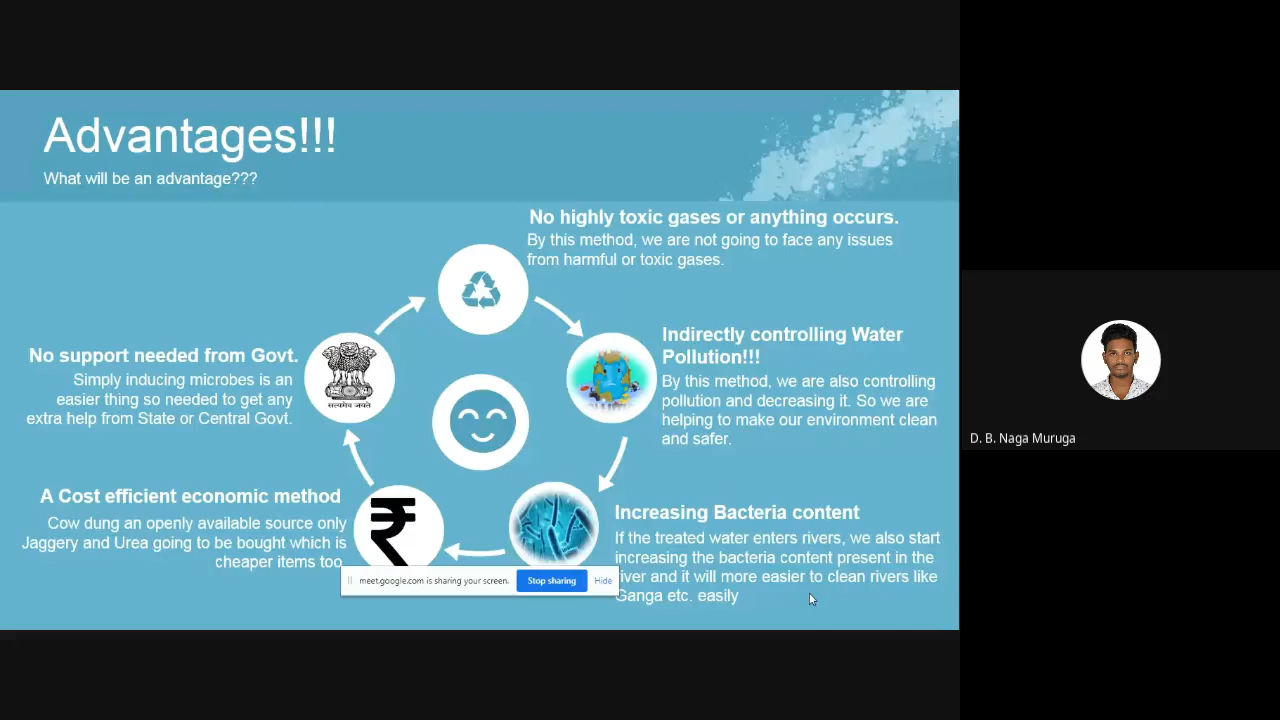 Advantages!!!
What will be an advantage???
No highly toxic gases or anything occurs.
By this method, we are not going to face any issues
from harmful or toxic gases.
Indirectly controlling Water
Pollution!!!
By this method, we are also controlling
pollution and decreasing it. So we are
helping to make our environment clean
and safer.
Increasing Bacteria content
If the treated water enters rivers, we also start
increasing the bacteria content present in the
river and it will more easier to clean rivers like
Ganga etc. easily
A Cost efficient economic method
Cow dung an openly available source only
Jaggery and Urea going to be bought which is
cheaper items too.
No support needed from Govt.
Simply inducing microbes is an
easier thing so needed to get any
extra help from State or Central Govt.
सत्यमेव जयते
₹
meet.google.com is sharing your screen.
Stop sharing
Hide
D. B. Naga Muruga